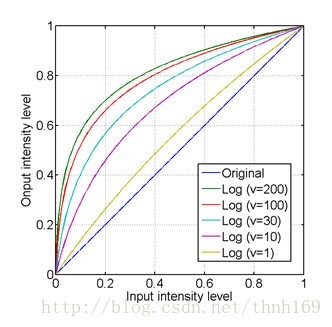 1
0.8
0.6
0.4
0.2
0
Onput intensity level
Original
Log (v=200)
Log (v=100)
Log (v=30)
Log (v=10)
Log (v=1)
0 0.2 0.4 0.6 0.8 1
Input intensity level
http://blog.csdn.net/thnh169